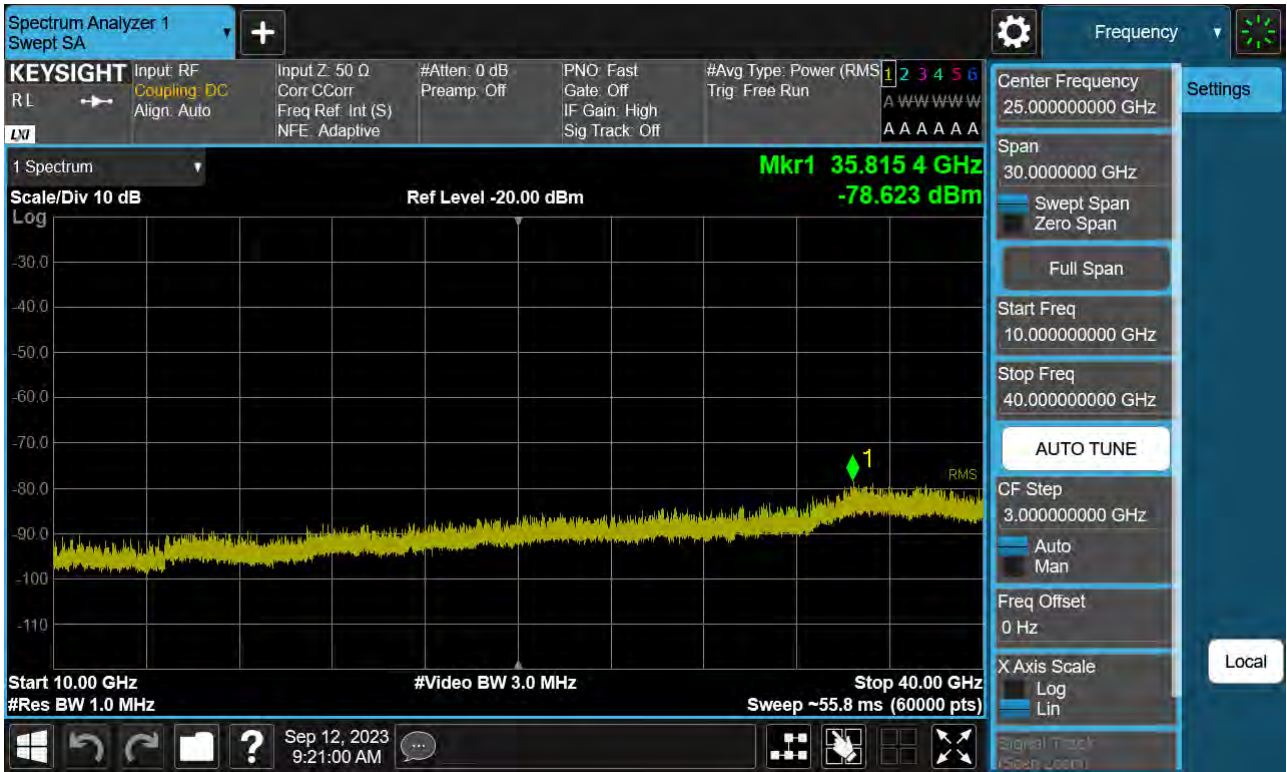 Spectrum Analyzer 1
Swept SA
+
Frequency
KEYSIGHT
RL
LXI
Input: RF
Coupling: DC
Align: Auto
Input Z: 50 Ω
Corr CCorr
Freq Ref: Int (S)
NFE: Adaptive
#Atten: 0 dB
Preamp: Off
PNO: Fast
Gate: Off
IF Gain: High
Sig Track: Off
#Avg Type: Power (RMS
Trig: Free Run
1 2 3 4 5 6
A W W W W W
A A A A A A
1 Spectrum
Scale/Div 10 dB
Log
Ref Level -20.00 dBm
Mkr1 35.815 4 GHz
-78.623 dBm
-30.0
-40.0
-50.0
-60.0
-70.0
-80.0
-90.0
-100
-110
1
RMS
Start 10.00 GHz
#Res BW 1.0 MHz
#Video BW 3.0 MHz
Stop 40.00 GHz
Sweep ~55.8 ms (60000 pts)
Center Frequency
25.000000000 GHz
Settings
Span
30.0000000 GHz
Swept Span
Zero Span
Full Span
Start Freq
10.000000000 GHz
Stop Freq
40.000000000 GHz
AUTO TUNE
CF Step
3.000000000 GHz
Auto
Man
Freq Offset
0 Hz
X Axis Scale
Log
Lin
Signal Track
(Span Zoom)
Local
?
Sep 12, 2023
9:21:00 AM